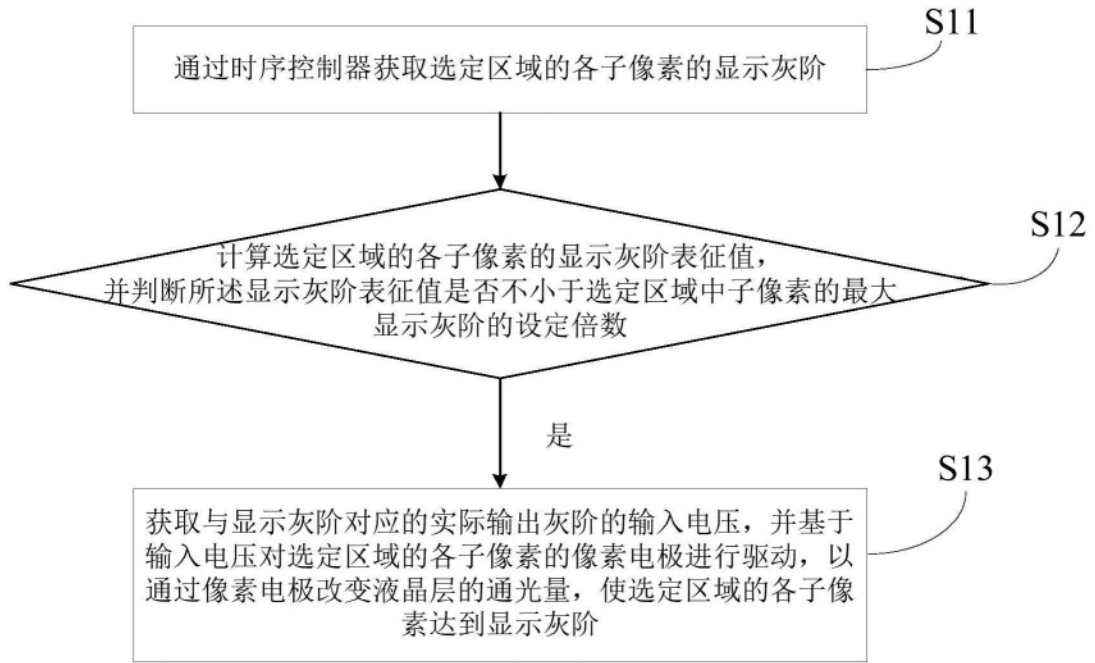 S11
通过时序控制器获取选定区域的各子像素的显示灰阶
S12
计算选定区域的各子像素的显示灰阶表征值，
并判断所述显示灰阶表征值是否不小于选定区域中子像素的最大
显示灰阶的设定倍数
是
S13
获取与显示灰阶对应的实际输出灰阶的输入电压，并基于
输入电压对选定区域的各子像素的像素电极进行驱动，以
通过像素电极改变液晶层的通光量，使选定区域的各子像
素达到显示灰阶